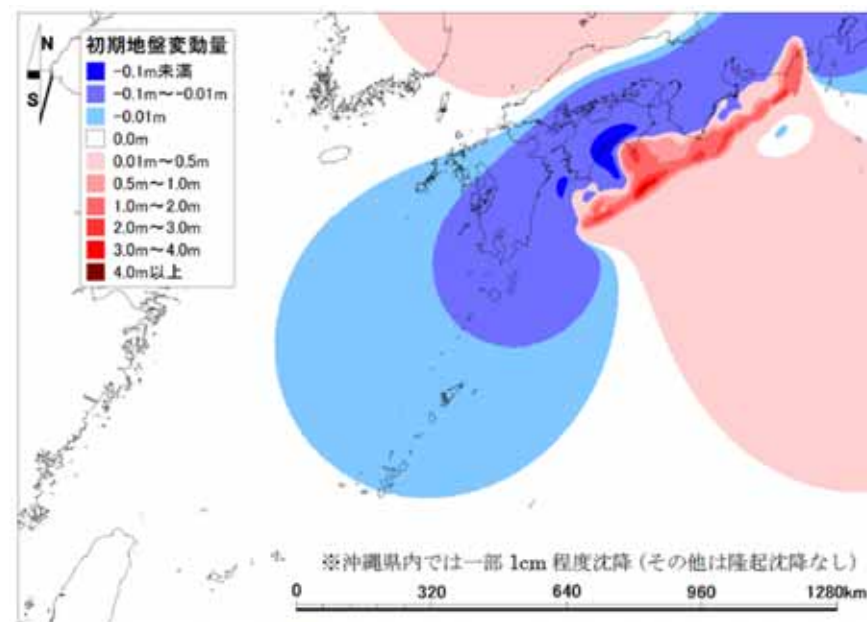 N
S
初期地盤変動量
-0.1m未満
-0.1m～-0.01m
-0.01m
0.0m
0.01m～0.5m
0.5m～1.0m
1.0m～2.0m
2.0m～3.0m
3.0m～4.0m
4.0m以上
※沖縄県内では一部 1cm 程度沈降（その他は隆起沈降なし）
0 320 640 960 1280km